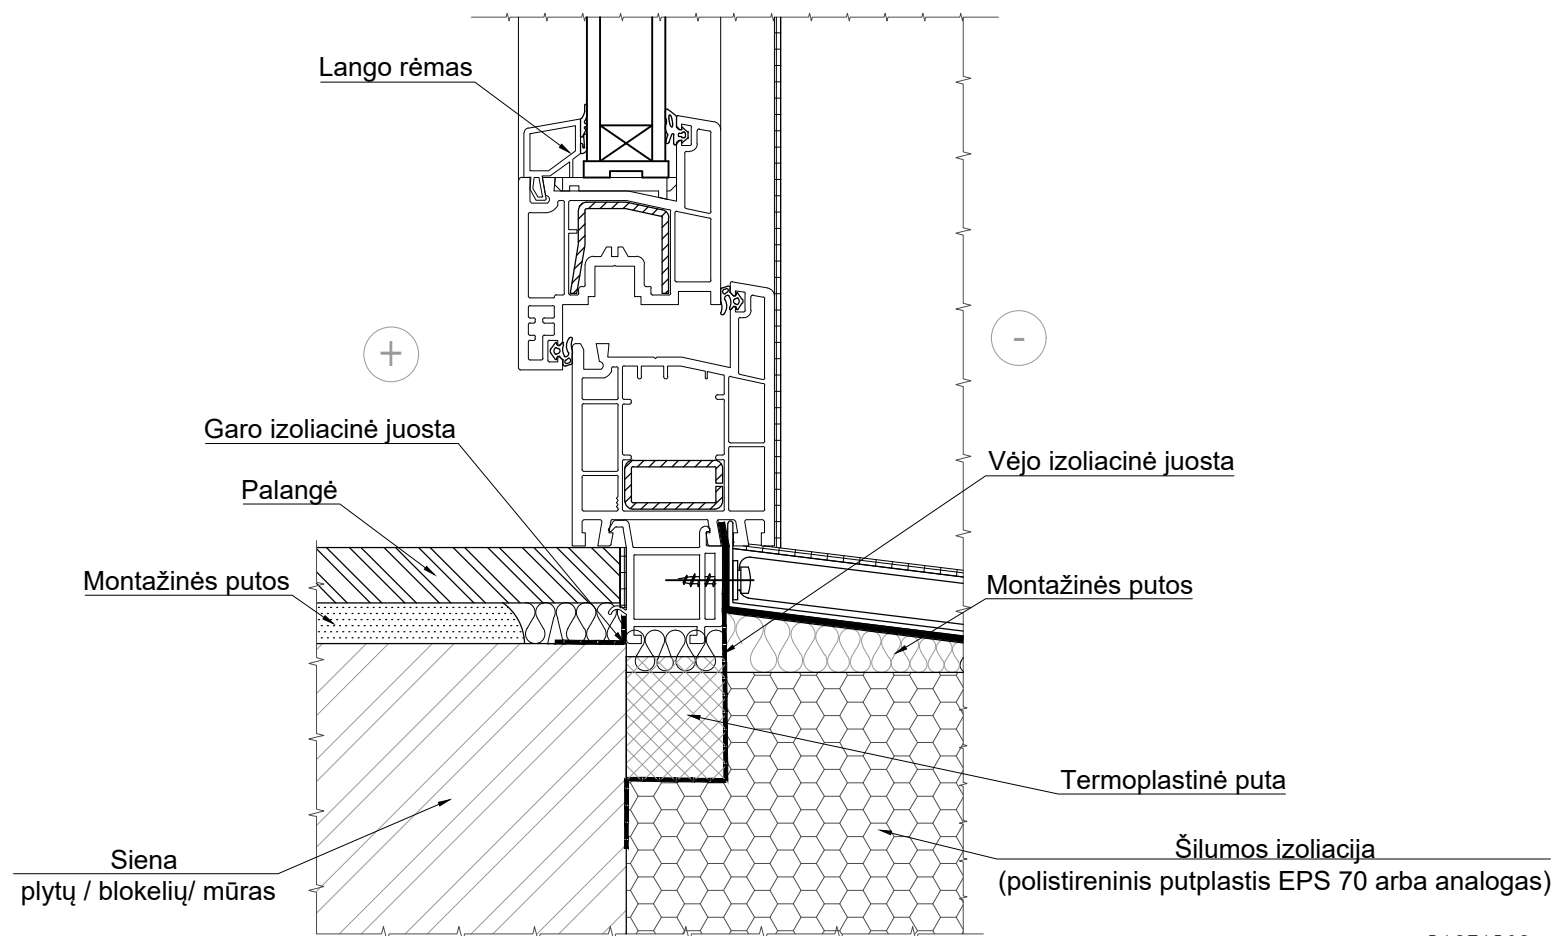 Lango rėmas
+
-
Garo izoliacinė juosta
Vėjo izoliacinė juosta
Palangė
Montažinės putos
Montažinės putos
Termoplastinė puta
Siena
plytų / blokelių/ mūras
Šilumos izoliacija
(polistireninis putplastis EPS 70 arba analogas)